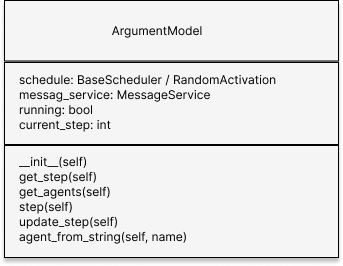 ArgumentModel
schedule: BaseScheduler / RandomActivation
messag_service: MessageService
running: bool
current_step: int
__init__(self)
get_step(self)
get_agents(self)
step(self)
update_step(self)
agent_from_string(self, name)